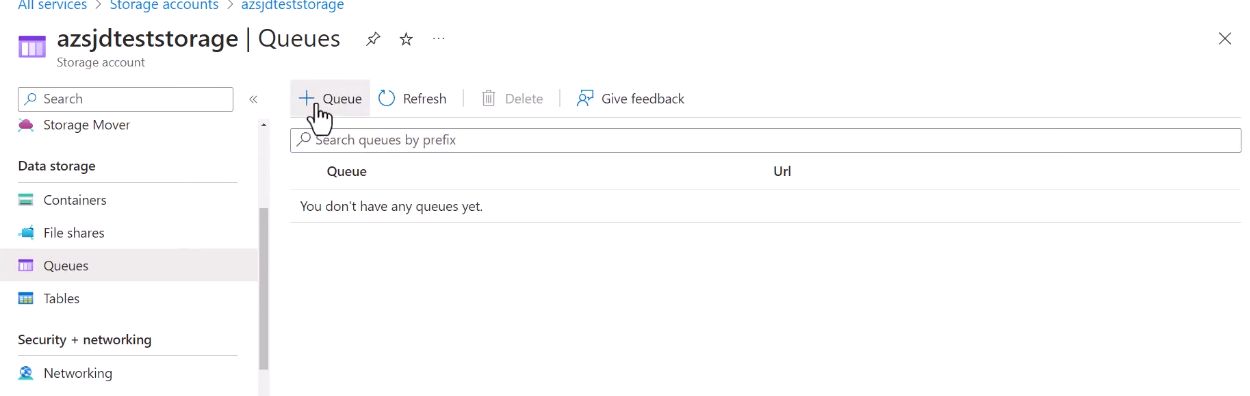 All services > Storage accounts > azsjdteststorage
azsjdteststorage | Queues
Storage account
Search
Storage Mover
Data storage
Containers
File shares
Queues
Tables
Security + networking
Networking
Queue Refresh Delete Give feedback
Search queues by prefix
Queue Url
You don't have any queues yet.